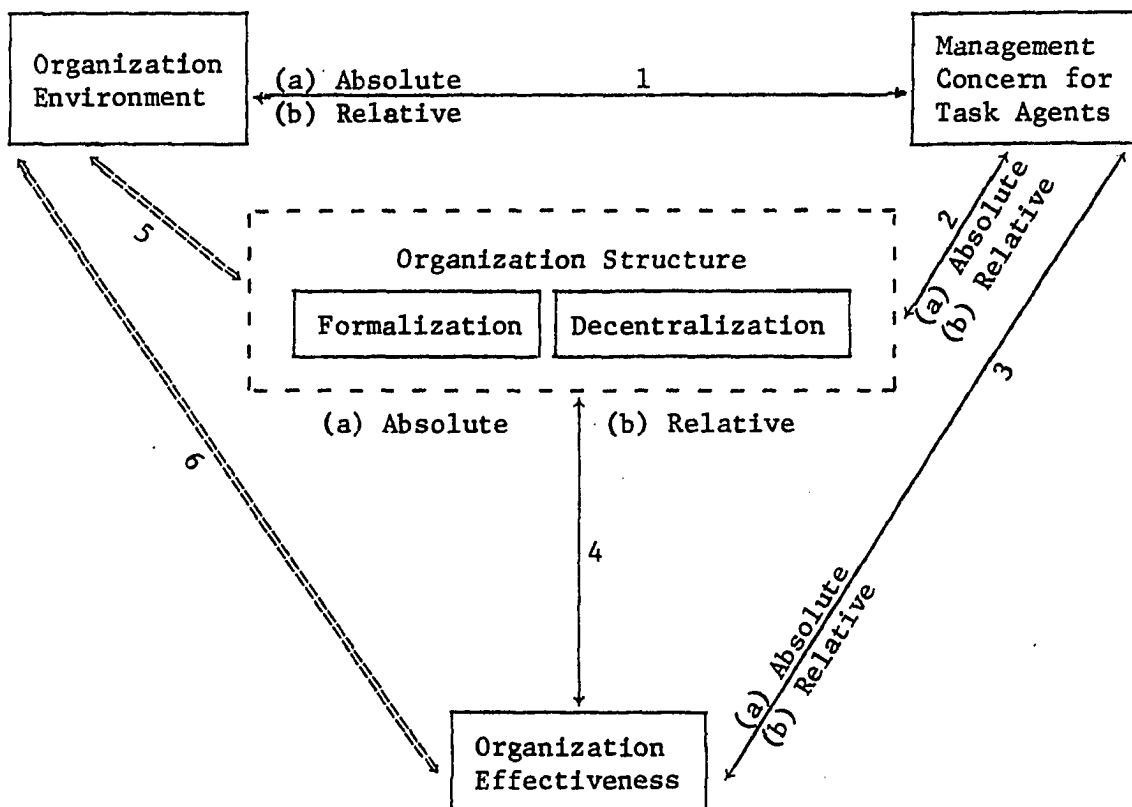 Organization
Environment
(a) Absolute
(b) Relative
1
Management
Concern for
Task Agents
5
2
(a) Absolute
(b) Relative
3
Organization Structure
Formalization
Decentralization
(a) Absolute
(b) Relative
6
4
(a) Absolute
(b) Relative
Organization
Effectiveness